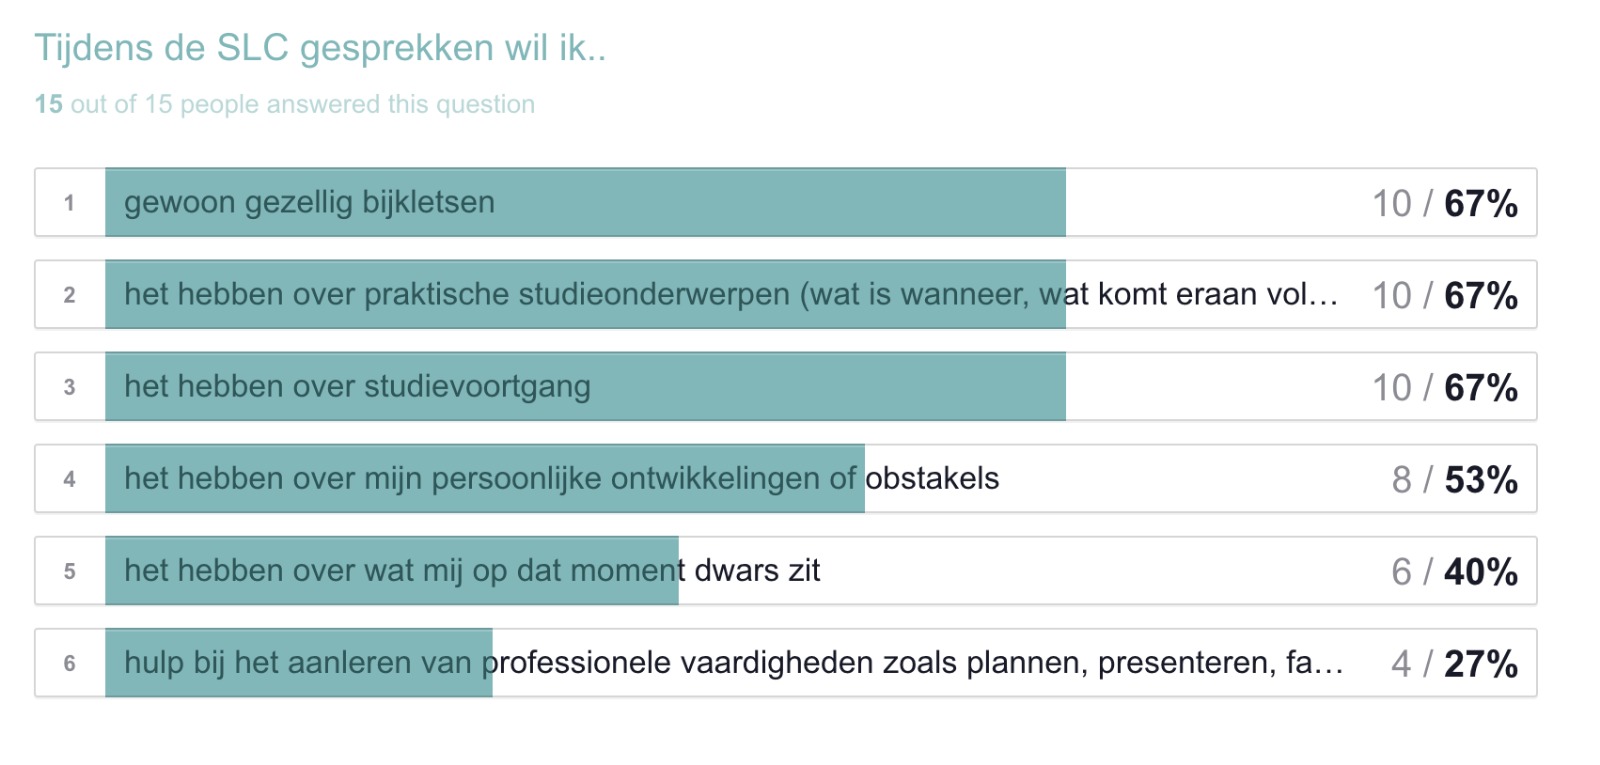 Tijdens de SLC gesprekken wil ik..
15 out of 15 people answered this question
1 gewoon gezellig bijkletsen 10 / 67%
2 het hebben over praktische studieonderwerpen (wat is wanneer, wat komt eraan vol… 10 / 67%
3 het hebben over studievoortgang 10 / 67%
4 het hebben over mijn persoonlijke ontwikkelingen of obstakels 8 / 53%
5 het hebben over wat mij op dat moment dwars zit 6 / 40%
6 hulp bij het aanleren van professionele vaardigheden zoals plannen, presenteren, fa… 4 / 27%